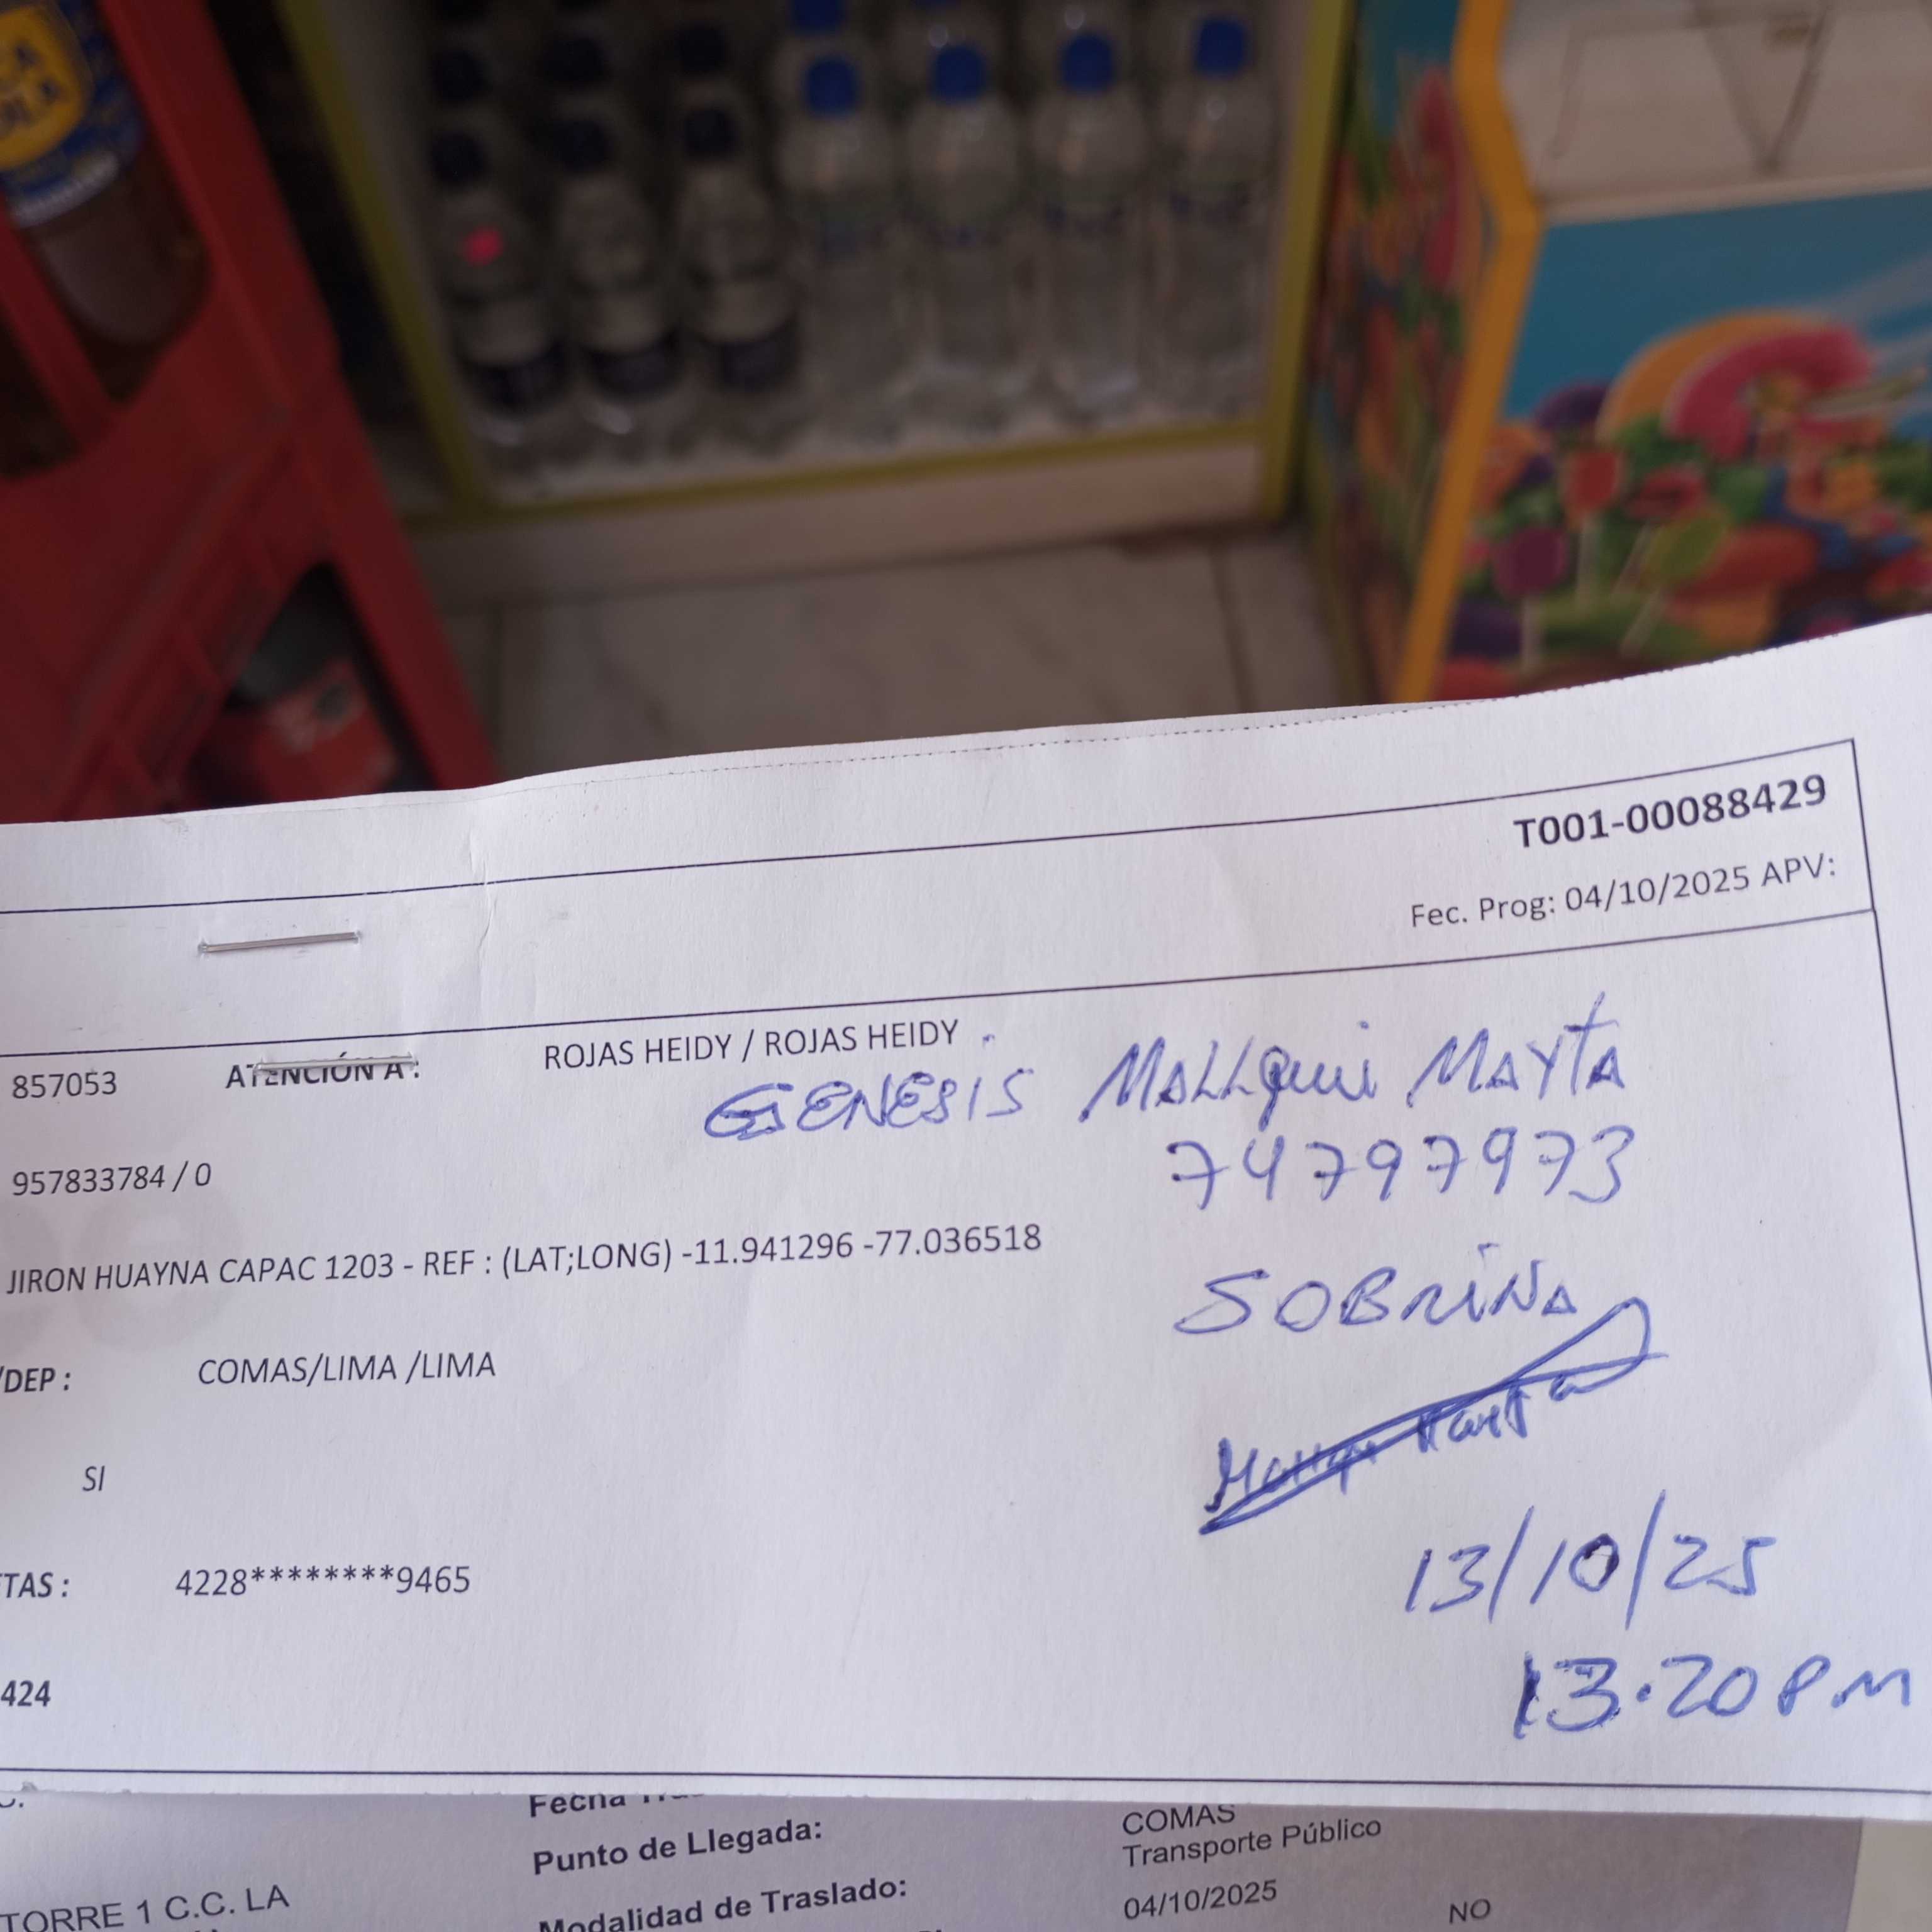 T001-00088429
Fec. Prog: 04/10/2025 APV:
857053 ATENCIÓN A : ROJAS HEIDY / ROJAS HEIDY
GENESIS MALLQui MAYTA
957833784 / 0
74797973
JIRON HUAYNA CAPAC 1203 - REF : (LAT;LONG) -11.941296 -77.036518
SOBRINA
/DEP : COMAS/LIMA /LIMA
SI
13/10/25
TAS : 4228********9465
13.20 PM
424
Punto de Llegada: COMAS
Transporte Público
TORRE 1 C.C. LA
Modalidad de Traslado: 04/10/2025
NO